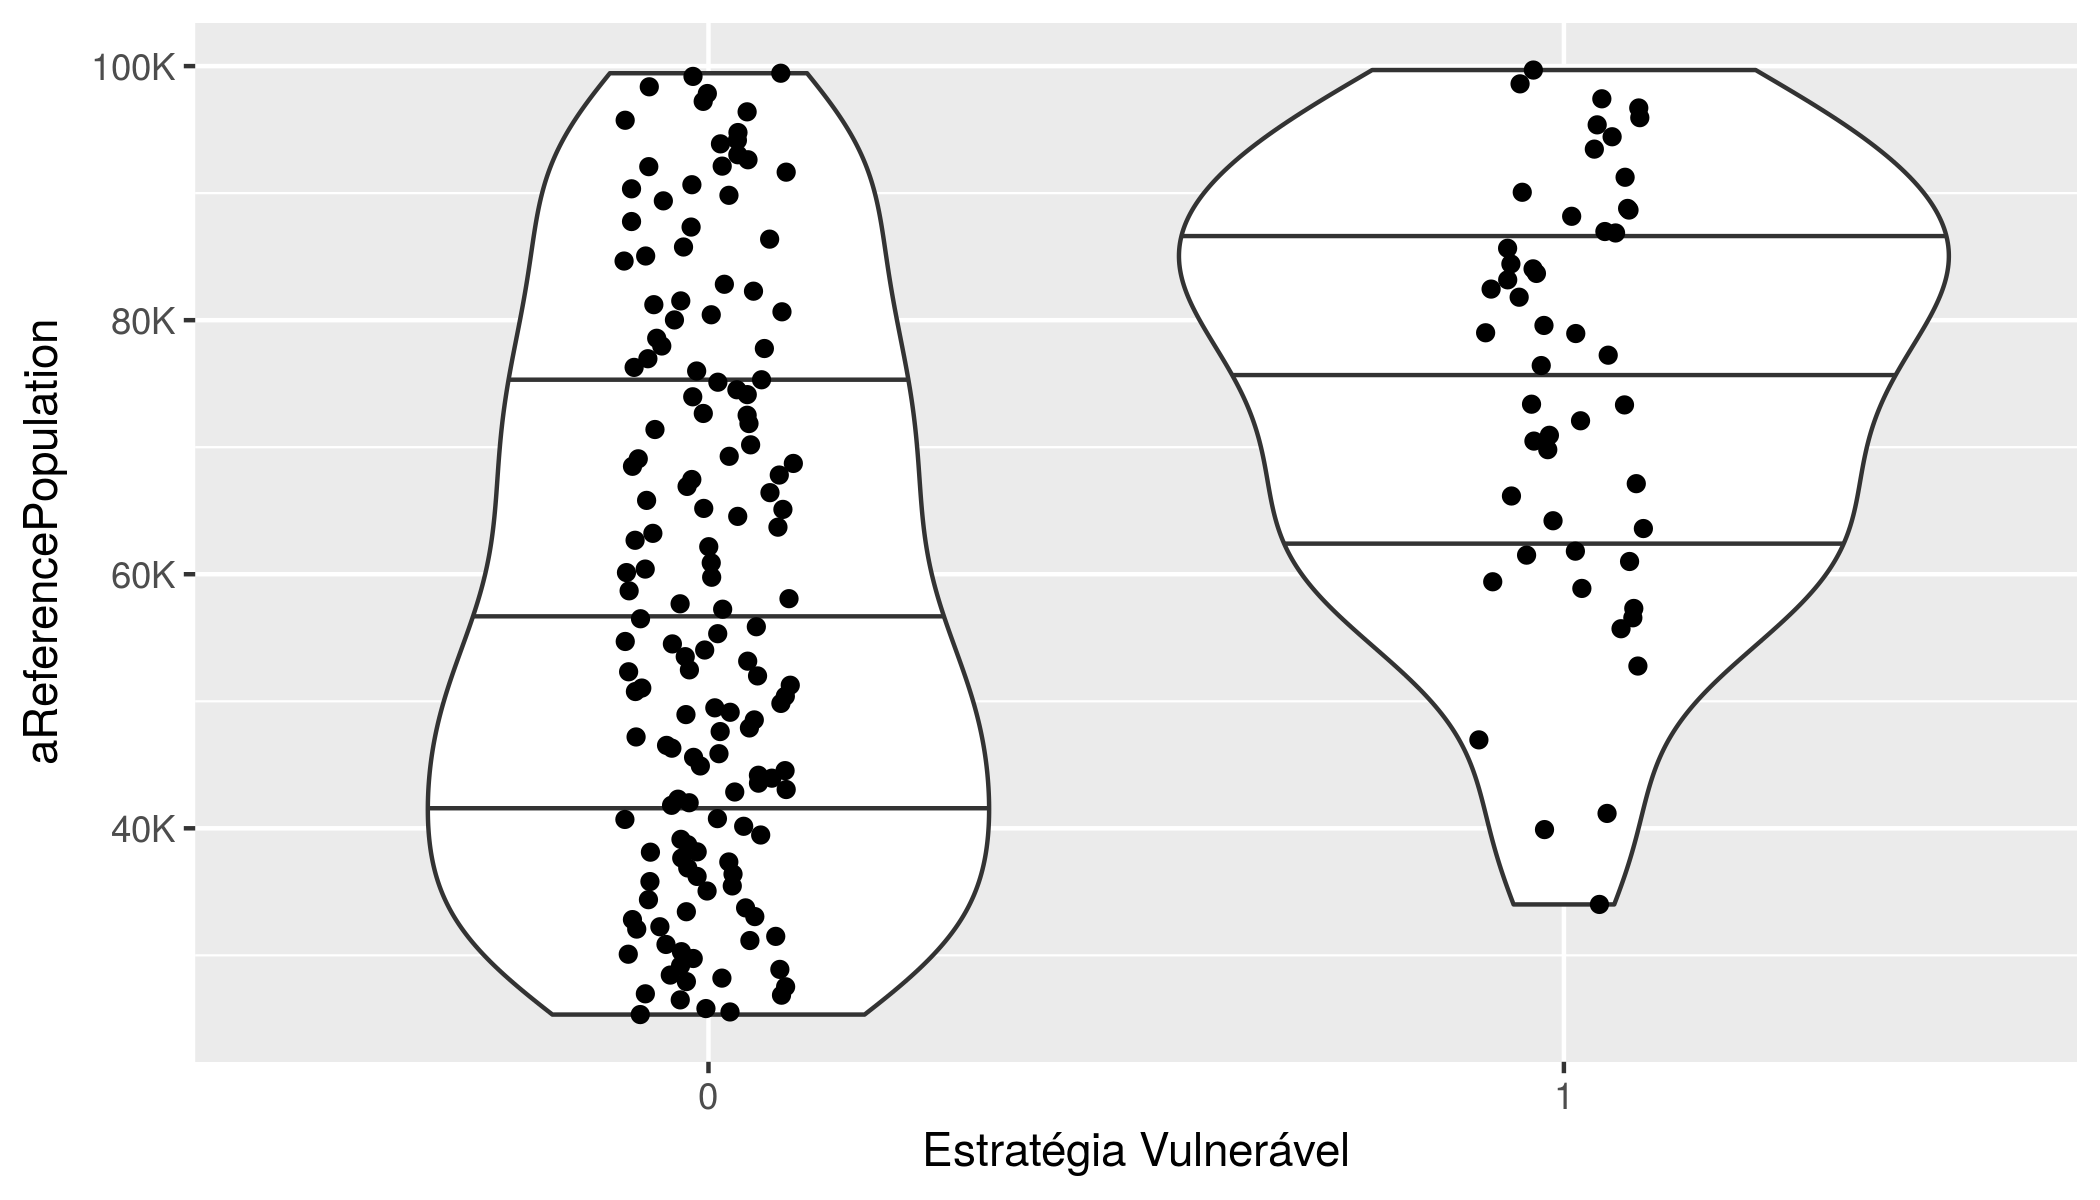 100K
80K
60K
40K
aReferencePopulation
0
1
Estratégia Vulnerável